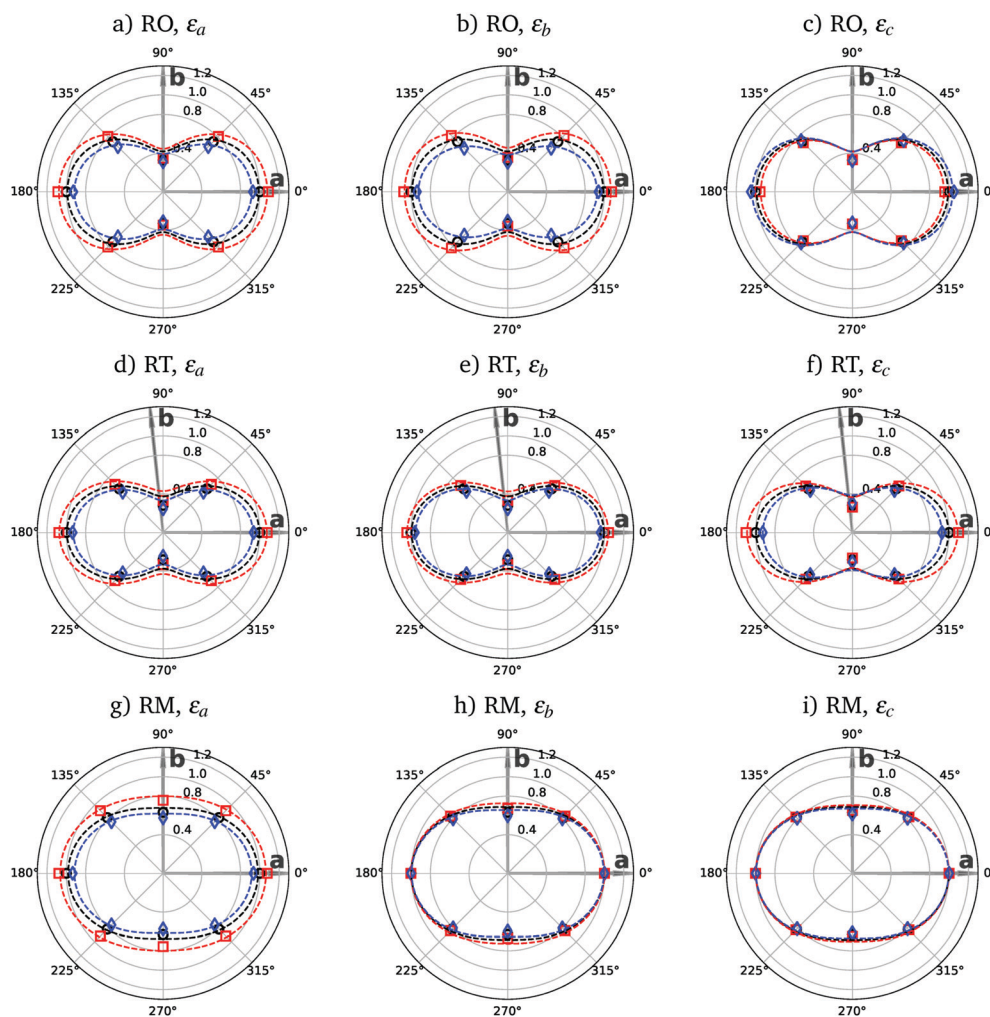 a) RO, εa b) RO, εb c) RO, εc
90° 90° 90°
135° b 1.2 45° 135° b 1.2 45° 135° b 1.2 45°
1.0 1.0 1.0
0.8 0.8 0.8
0.4 0.4 0.4
180° a 0° 180° a 0° 180° a 0
225° 315° 225° 315° 225° 315°
270° 270° 270°
d) RT, εa e) RT, εb f) RT, εc
90° 90° 90°
135° b 1.2 45° 135° b 1.2 45° 135° b 1.2 45°
1.0 1.0 1.0
0.8 0.8 0.8
0.4 0.4 0.4
180° a 0° 180° a 0° 180° a 0
225° 315° 225° 315° 225° 315°
270° 270° 270°
g) RM, εa h) RM, εb i) RM, εc
90° 90° 90°
135° b 1.2 45° 135° b 1.2 45° 135° b 1.2 45°
1.0 1.0 1.0
0.8 0.8 0.8
0.4 0.4 0.4
180° a 0° 180° a 0° 180° a 0
225° 315° 225° 315° 225° 315°
270° 270° 270°